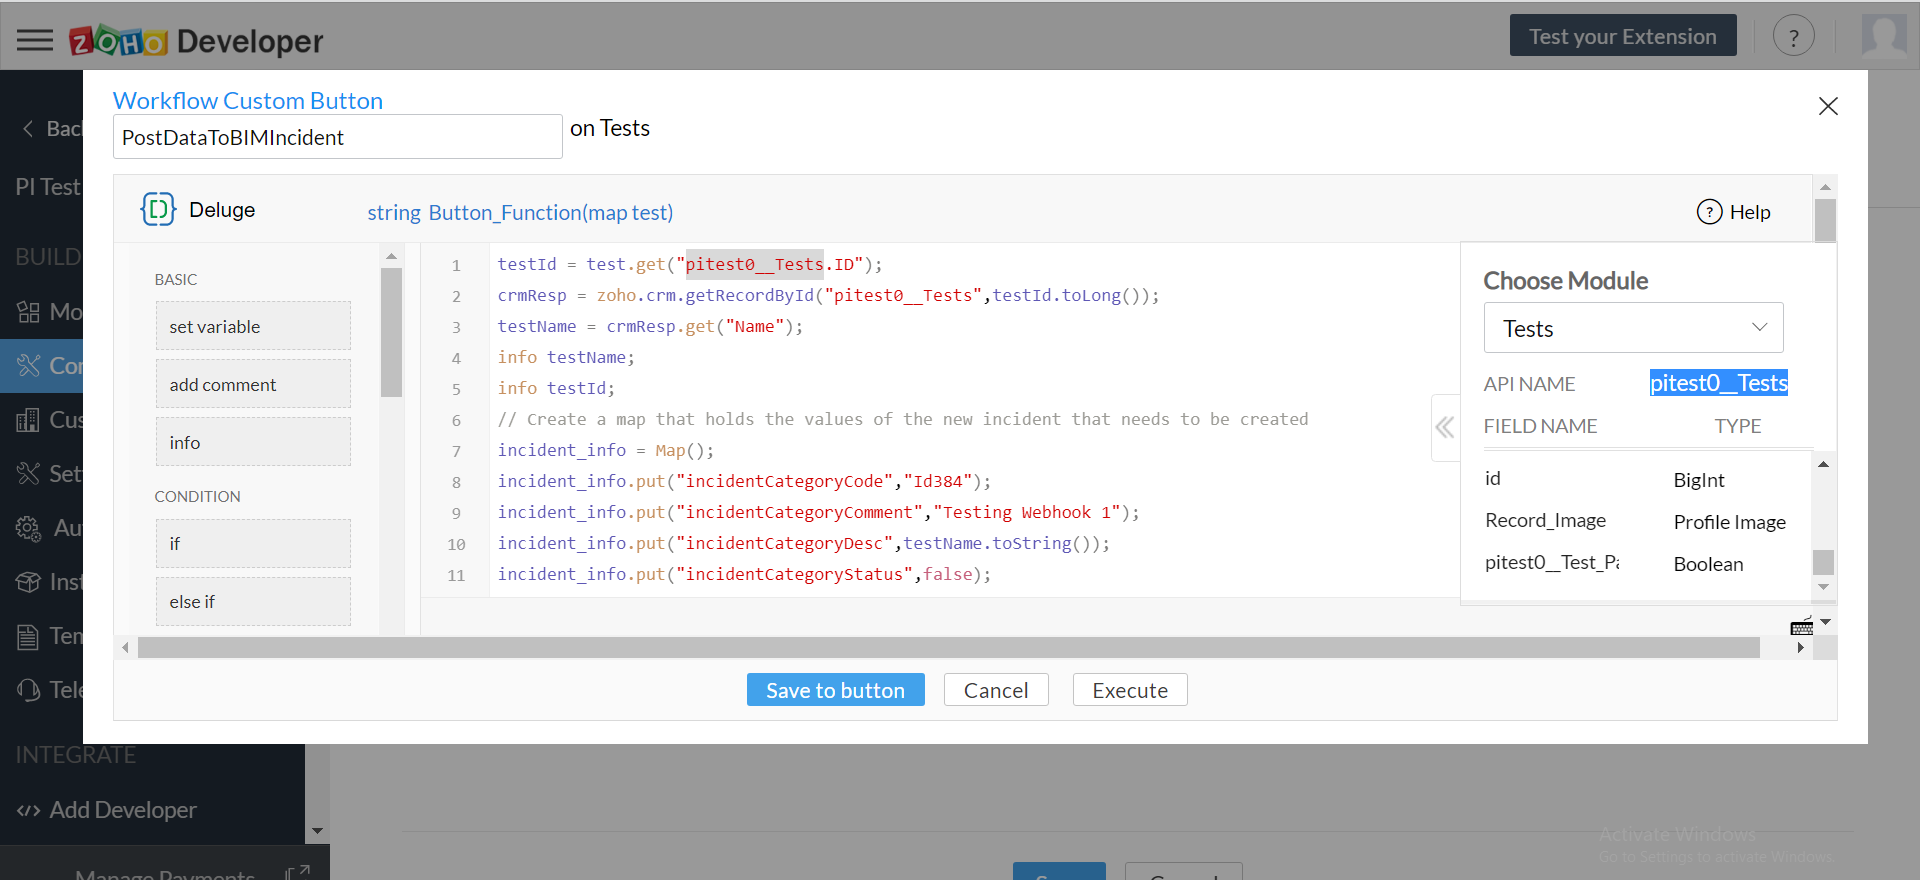 ZOHO Developer
Test your Extension
?
Workflow Custom Button
PostDataToBIMIncident
on Tests
Deluge
string Button_Function(map test)
? Help
BASIC
set variable
add comment
info
CONDITION
if
else if
1 testId = test.get("pitest0__Tests.ID");
2 crmResp = zoho.crm.getRecordById("pitest0__Tests",testId.toLong());
3 testName = crmResp.get("Name");
4 info testName;
5 info testId;
6 // Create a map that holds the values of the new incident that needs to be created
7 incident_info = Map();
8 incident_info.put("incidentCategoryCode","Id384");
9 incident_info.put("incidentCategoryComment","Testing Webhook 1");
10 incident_info.put("incidentCategoryDesc",testName.toString());
11 incident_info.put("incidentCategoryStatus",false);
Choose Module
Tests
API NAME pitest0__Tests
FIELD NAME TYPE
id BigInt
Record_Image Profile Image
pitest0__Test_Pa Boolean
Save to button
Cancel
Execute
Bac
PI Test
BUILD
Mo
Con
Cus
Set
Au
Inst
Tem
Tele
INTEGRATE
</> Add Developer
Manage Payments
Activate Windows
Go to Settings to activate Windows.